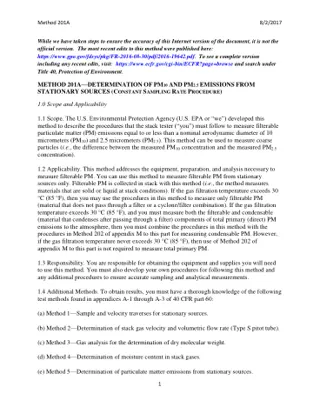 Method 201A 8/2/2017
While we have taken steps to ensure the accuracy of this Internet version of the document, it is not the
official version. The most recent edits to this method were published here:
https://www.gpo.gov/fdsys/pkg/FR-2016-08-30/pdf/2016-19642.pdf. To see a complete version
including any recent edits, visit: https://www.ecfr.gov/cgi-bin/ECFR?page=browse and search under
Title 40, Protection of Environment.
METHOD 201A—DETERMINATION OF PM10 AND PM2.5 EMISSIONS FROM
STATIONARY SOURCES (CONSTANT SAMPLING RATE PROCEDURE)
1.0 Scope and Applicability
1.1 Scope. The U.S. Environmental Protection Agency (U.S. EPA or “we”) developed this
method to describe the procedures that the stack tester (“you”) must follow to measure filterable
particulate matter (PM) emissions equal to or less than a nominal aerodynamic diameter of 10
micrometers (PM10) and 2.5 micrometers (PM2.5). This method can be used to measure coarse
particles (i.e., the difference between the measured PM10 concentration and the measured PM2.5
concentration).
1.2 Applicability. This method addresses the equipment, preparation, and analysis necessary to
measure filterable PM. You can use this method to measure filterable PM from stationary
sources only. Filterable PM is collected in stack with this method (i.e., the method measures
materials that are solid or liquid at stack conditions). If the gas filtration temperature exceeds 30
°C (85 °F), then you may use the procedures in this method to measure only filterable PM
(material that does not pass through a filter or a cyclone/filter combination). If the gas filtration
temperature exceeds 30 °C (85 °F), and you must measure both the filterable and condensable
(material that condenses after passing through a filter) components of total primary (direct) PM
emissions to the atmosphere, then you must combine the procedures in this method with the
procedures in Method 202 of appendix M to this part for measuring condensable PM. However,
if the gas filtration temperature never exceeds 30 °C (85 °F), then use of Method 202 of
appendix M to this part is not required to measure total primary PM.
1.3 Responsibility. You are responsible for obtaining the equipment and supplies you will need
to use this method. You must also develop your own procedures for following this method and
any additional procedures to ensure accurate sampling and analytical measurements.
1.4 Additional Methods. To obtain results, you must have a thorough knowledge of the following
test methods found in appendices A-1 through A-3 of 40 CFR part 60:
(a) Method 1—Sample and velocity traverses for stationary sources.
(b) Method 2—Determination of stack gas velocity and volumetric flow rate (Type S pitot tube).
(c) Method 3—Gas analysis for the determination of dry molecular weight.
(d) Method 4—Determination of moisture content in stack gases.
(e) Method 5—Determination of particulate matter emissions from stationary sources.
1